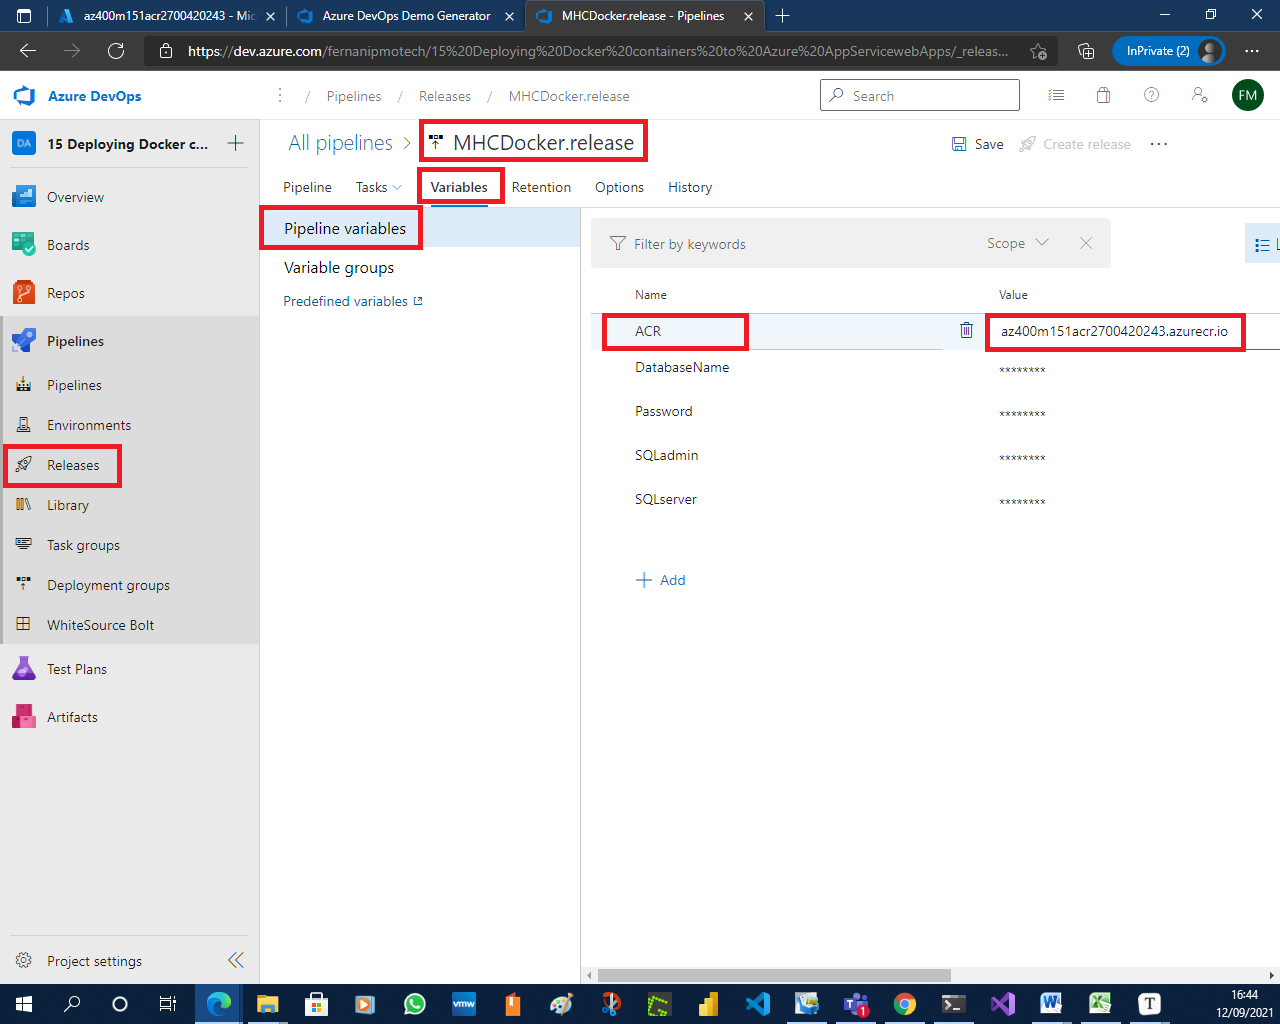 az400m151acr2700420243 - Mic
Azure DevOps Demo Generator
MHCDocker.release - Pipelines
https://dev.azure.com/fernanipmotech/15%20Deploying%20Docker%20containers%20to%20Azure%20AppServicewebApps/_releas...
InPrivate (2)
Azure DevOps
/ Pipelines / Releases / MHCDocker.release
Search
FM
DA
15 Deploying Docker c...
Overview
Boards
Repos
Pipelines
Pipelines
Environments
Releases
Library
Task groups
Deployment groups
WhiteSource Bolt
Test Plans
Artifacts
Project settings
All pipelines > MHCDocker.release
Save
Create release
Pipeline
Tasks
Variables
Retention
Options
History
Pipeline variables
Variable groups
Predefined variables
Filter by keywords
Scope
L
Name
Value
ACR
az400m151acr2700420243.azurecr.io
DatabaseName
********
Password
********
SQLadmin
********
SQLserver
********
Add
vmw
1
T
16:44
12/09/2021